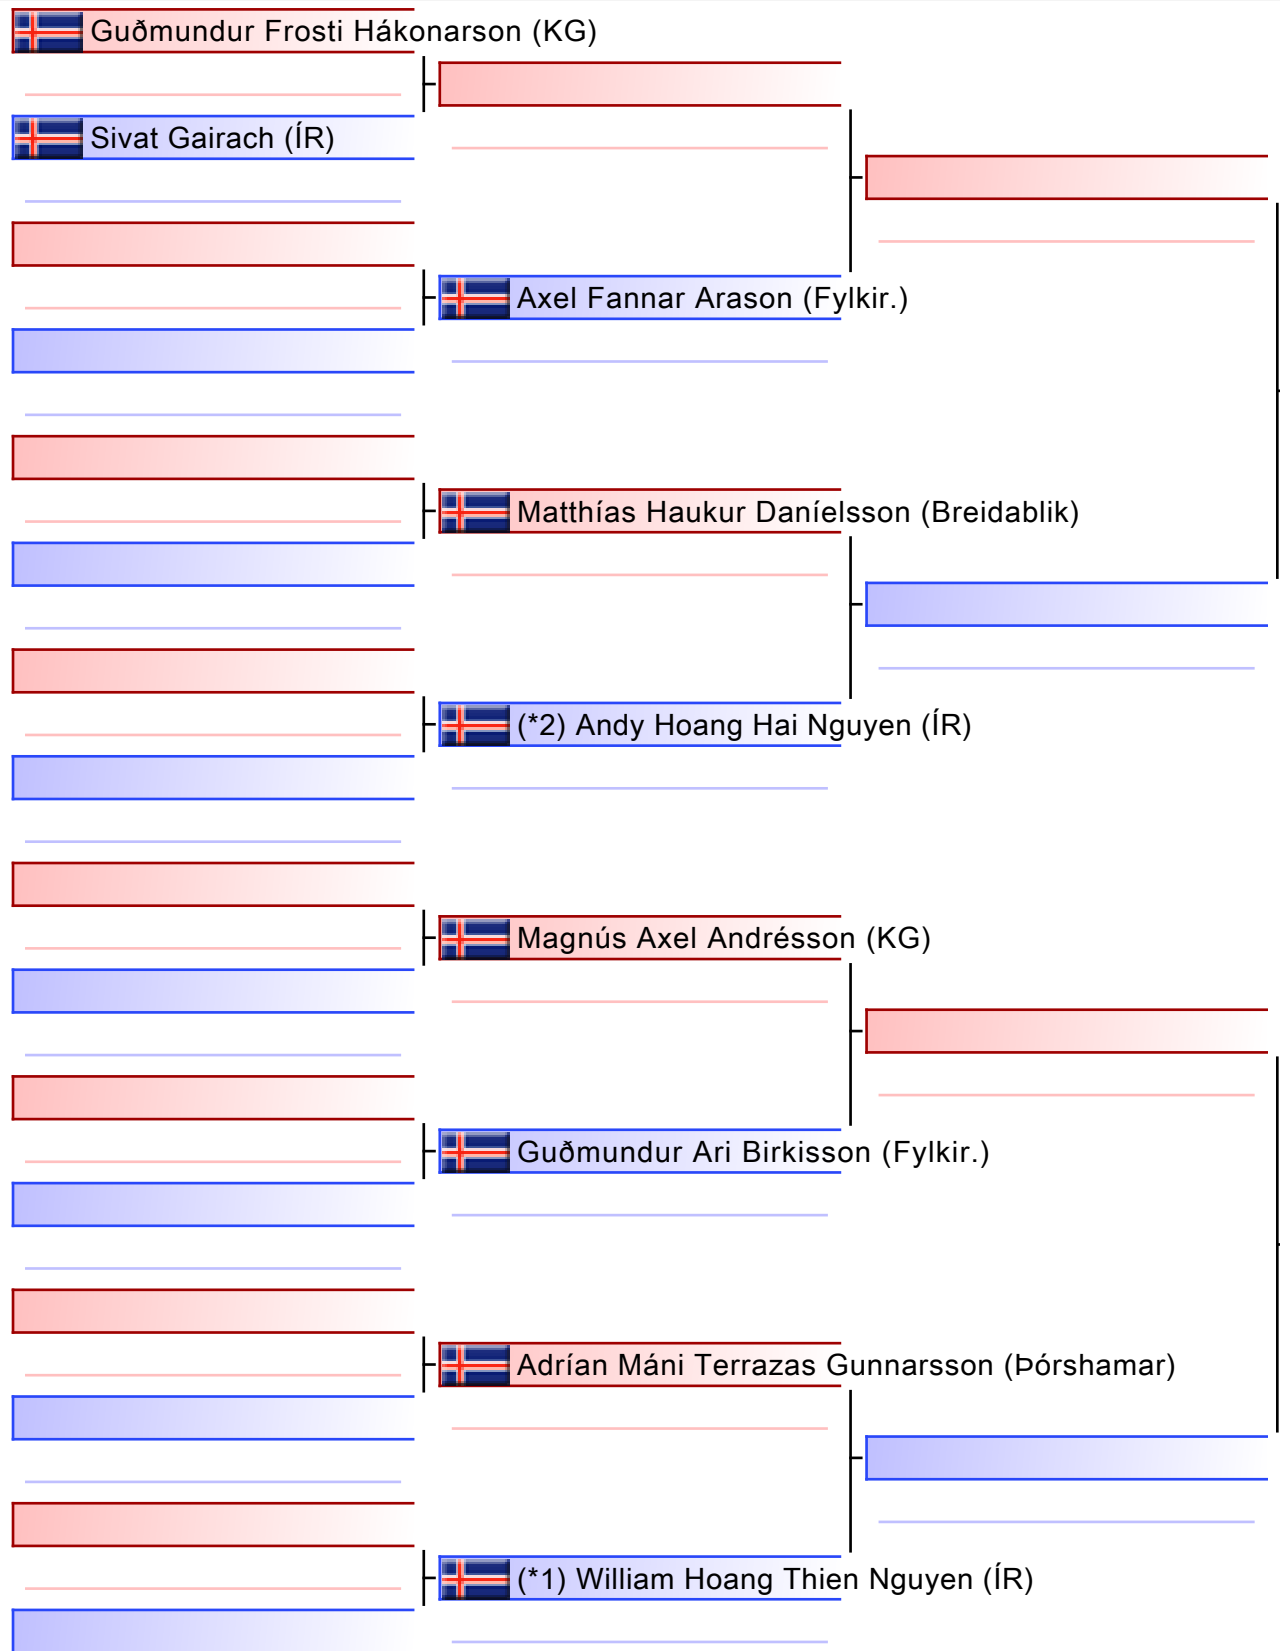 Guðmundur Frosti Hákonarson (KG)
Sivat Gairach (ÍR)
Axel Fannar Arason (Fylkir.)
Matthías Haukur Daníelsson (Breidablik)
(*2) Andy Hoang Hai Nguyen (ÍR)
Magnús Axel Andrésson (KG)
Guðmundur Ari Birkisson (Fylkir.)
Adrían Máni Terrazas Gunnarsson (Þórshamar)
(*1) William Hoang Thien Nguyen (ÍR)